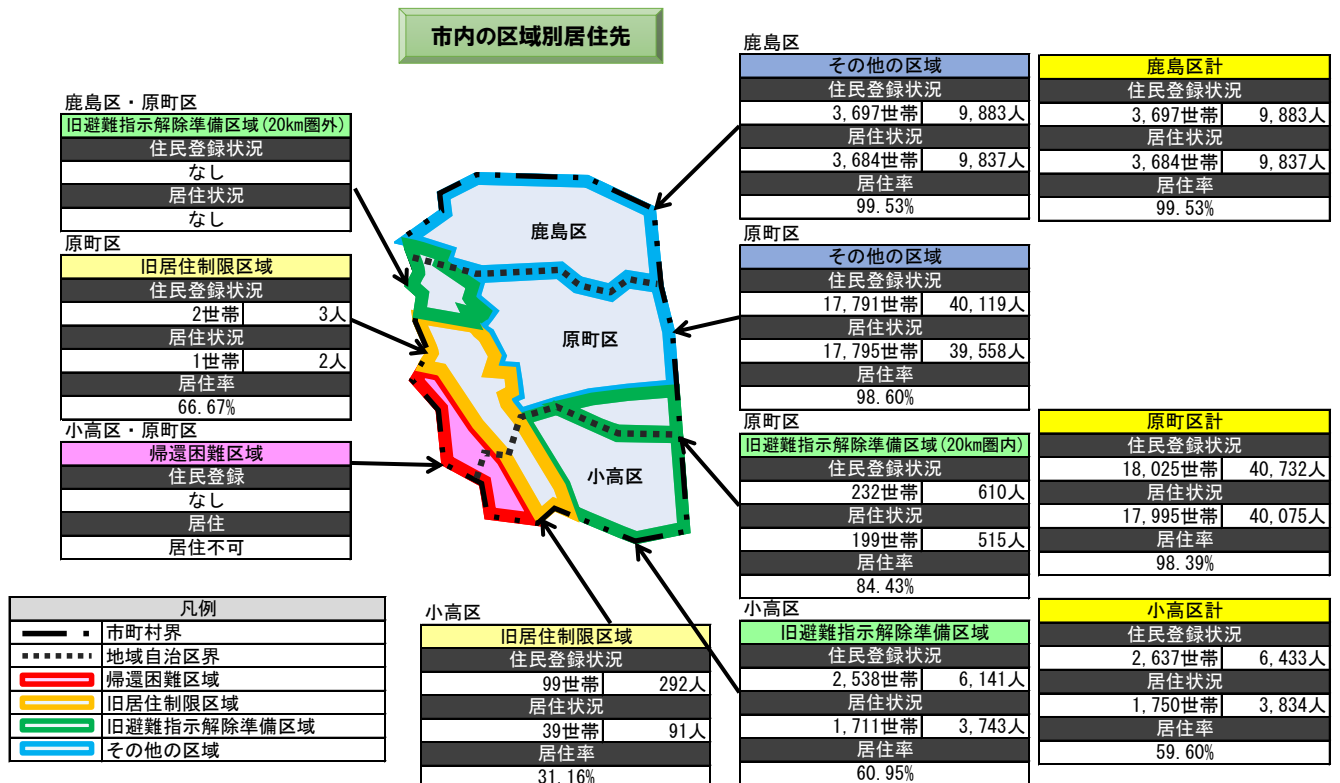 市内の区域別居住先
鹿島区・原町区
旧避難指示解除準備区域(20km圏外)
住民登録状況
なし
居住状況
なし
原町区
旧居住制限区域
住民登録状況
2世帯 3人
居住状況
1世帯 2人
居住率
66.67%
小高区・原町区
帰還困難区域
住民登録
なし
居住
居住不可
鹿島区
その他の区域
住民登録状況
3,697世帯 9,883人
居住状況
3,684世帯 9,837人
居住率
99.53%
鹿島区計
住民登録状況
3,697世帯 9,883人
居住状況
3,684世帯 9,837人
居住率
99.53%
原町区
その他の区域
住民登録状況
17,791世帯 40,119人
居住状況
17,795世帯 39,558人
居住率
98.60%
原町区
旧避難指示解除準備区域(20km圏内)
住民登録状況
232世帯 610人
居住状況
199世帯 515人
居住率
84.43%
原町区計
住民登録状況
18,025世帯 40,732人
居住状況
17,995世帯 40,075人
居住率
98.39%
鹿島区
原町区
小高区
凡例
市町村界
地域自治区界
帰還困難区域
旧居住制限区域
旧避難指示解除準備区域
その他の区域
小高区
旧居住制限区域
住民登録状況
99世帯 292人
居住状況
39世帯 91人
居住率
31.16%
小高区
旧避難指示解除準備区域
住民登録状況
2,538世帯 6,141人
居住状況
1,711世帯 3,743人
居住率
60.95%
小高区計
住民登録状況
2,637世帯 6,433人
居住状況
1,750世帯 3,834人
居住率
59.60%